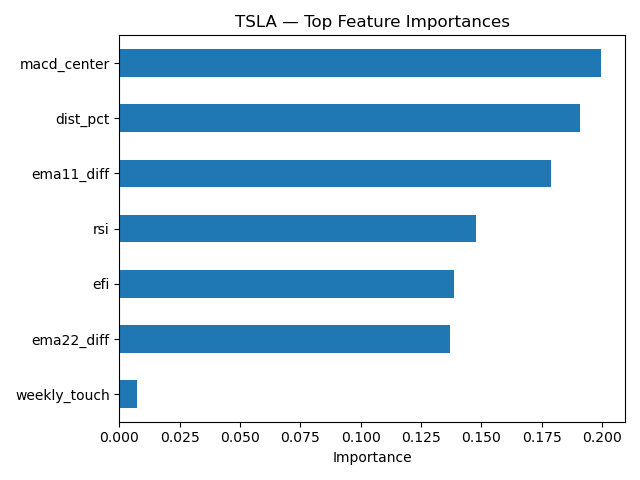 TSLA — Top Feature Importances
macd_center
dist_pct
ema11_diff
rsi
efi
ema22_diff
weekly_touch
0.000 0.025 0.050 0.075 0.100 0.125 0.150 0.175 0.200
Importance